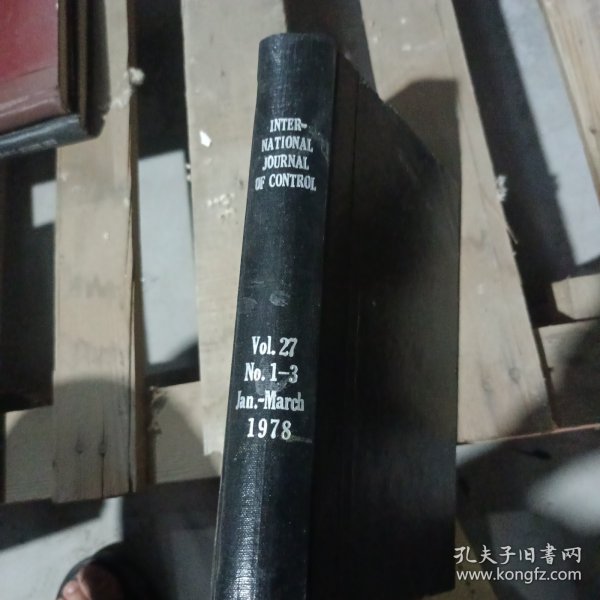 INTER-
NATIONAL
JOURNAL
OF CONTROL
Vol. 27
No. 1-3
Jan.-March
1978
孔夫子旧书网
www.kongfz.com